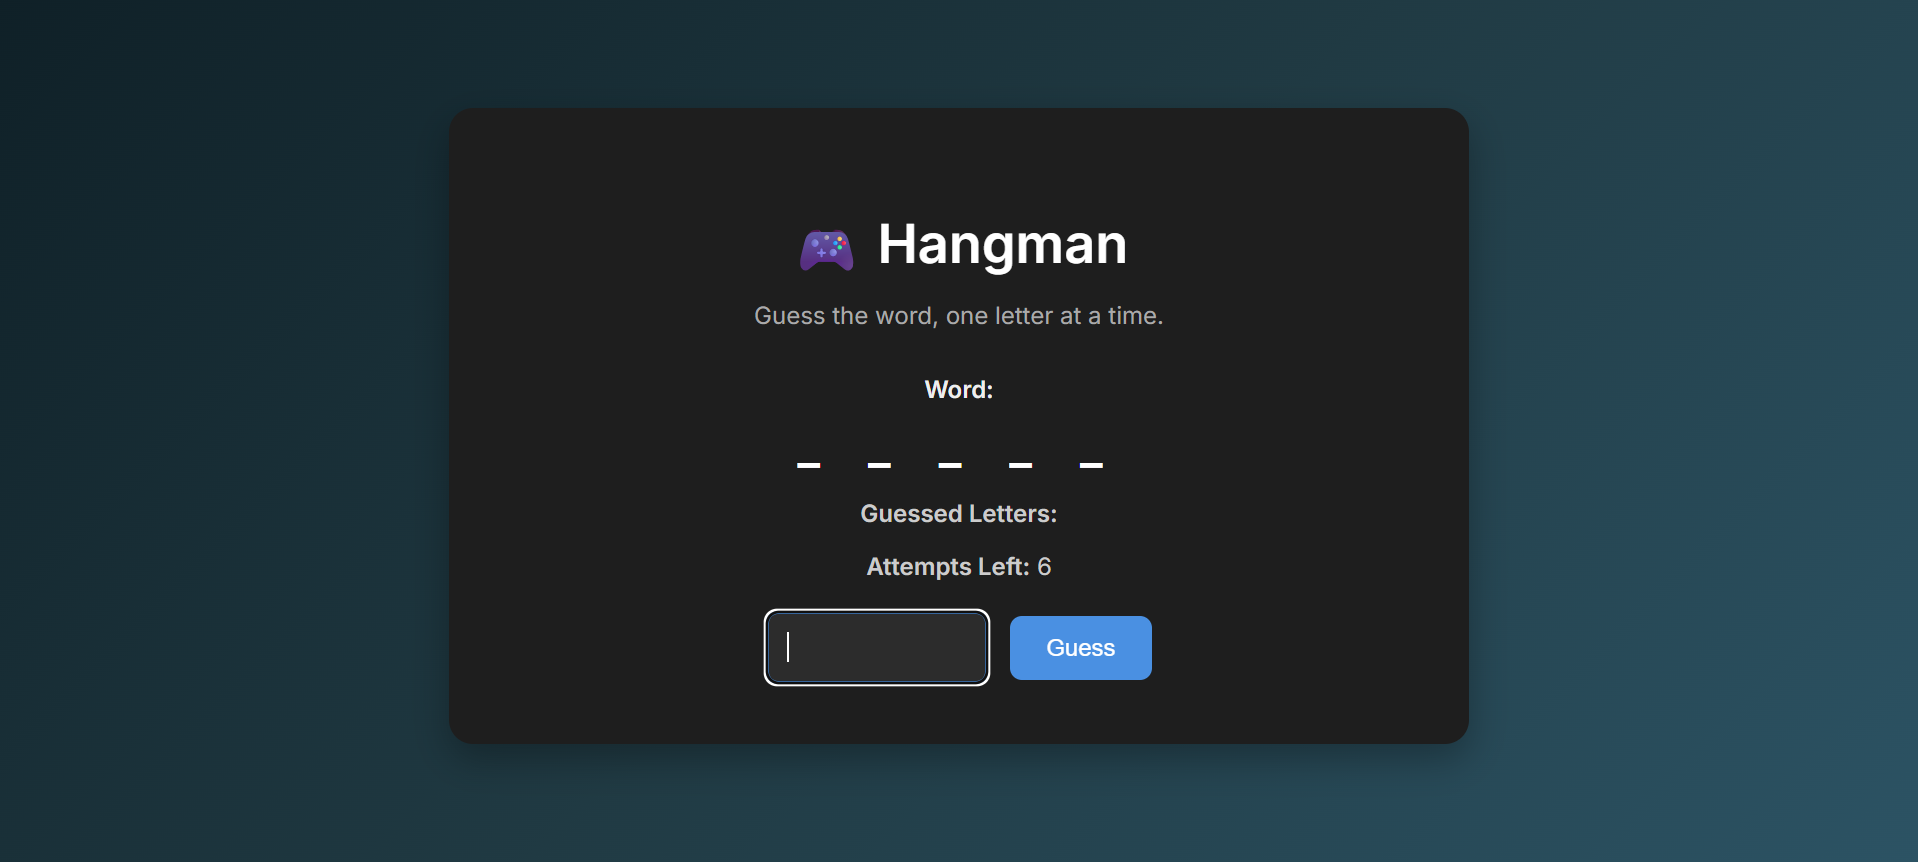 Hangman
Guess the word, one letter at a time.
Word:
_ _ _ _ _
Guessed Letters:
Attempts Left: 6
Guess